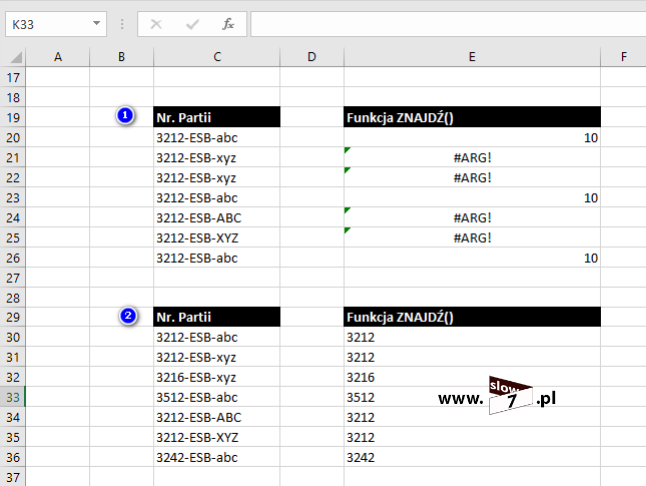 K33 fx
A B C D E F
17
18
19 1 Nr. Partii Funkcja ZNAJDŹ()
20 3212-ESB-abc 10
21 3212-ESB-xyz #ARG!
22 3212-ESB-xyz #ARG!
23 3212-ESB-abc 10
24 3212-ESB-ABC #ARG!
25 3212-ESB-XYZ #ARG!
26 3212-ESB-abc 10
27
28
29 2 Nr. Partii Funkcja ZNAJDŹ()
30 3212-ESB-abc 3212
31 3212-ESB-xyz 3212
32 3216-ESB-xyz 3216
33 3512-ESB-abc 3512 www.slow7.pl
34 3212-ESB-ABC 3212
35 3212-ESB-XYZ 3212
36 3242-ESB-abc 3242
37